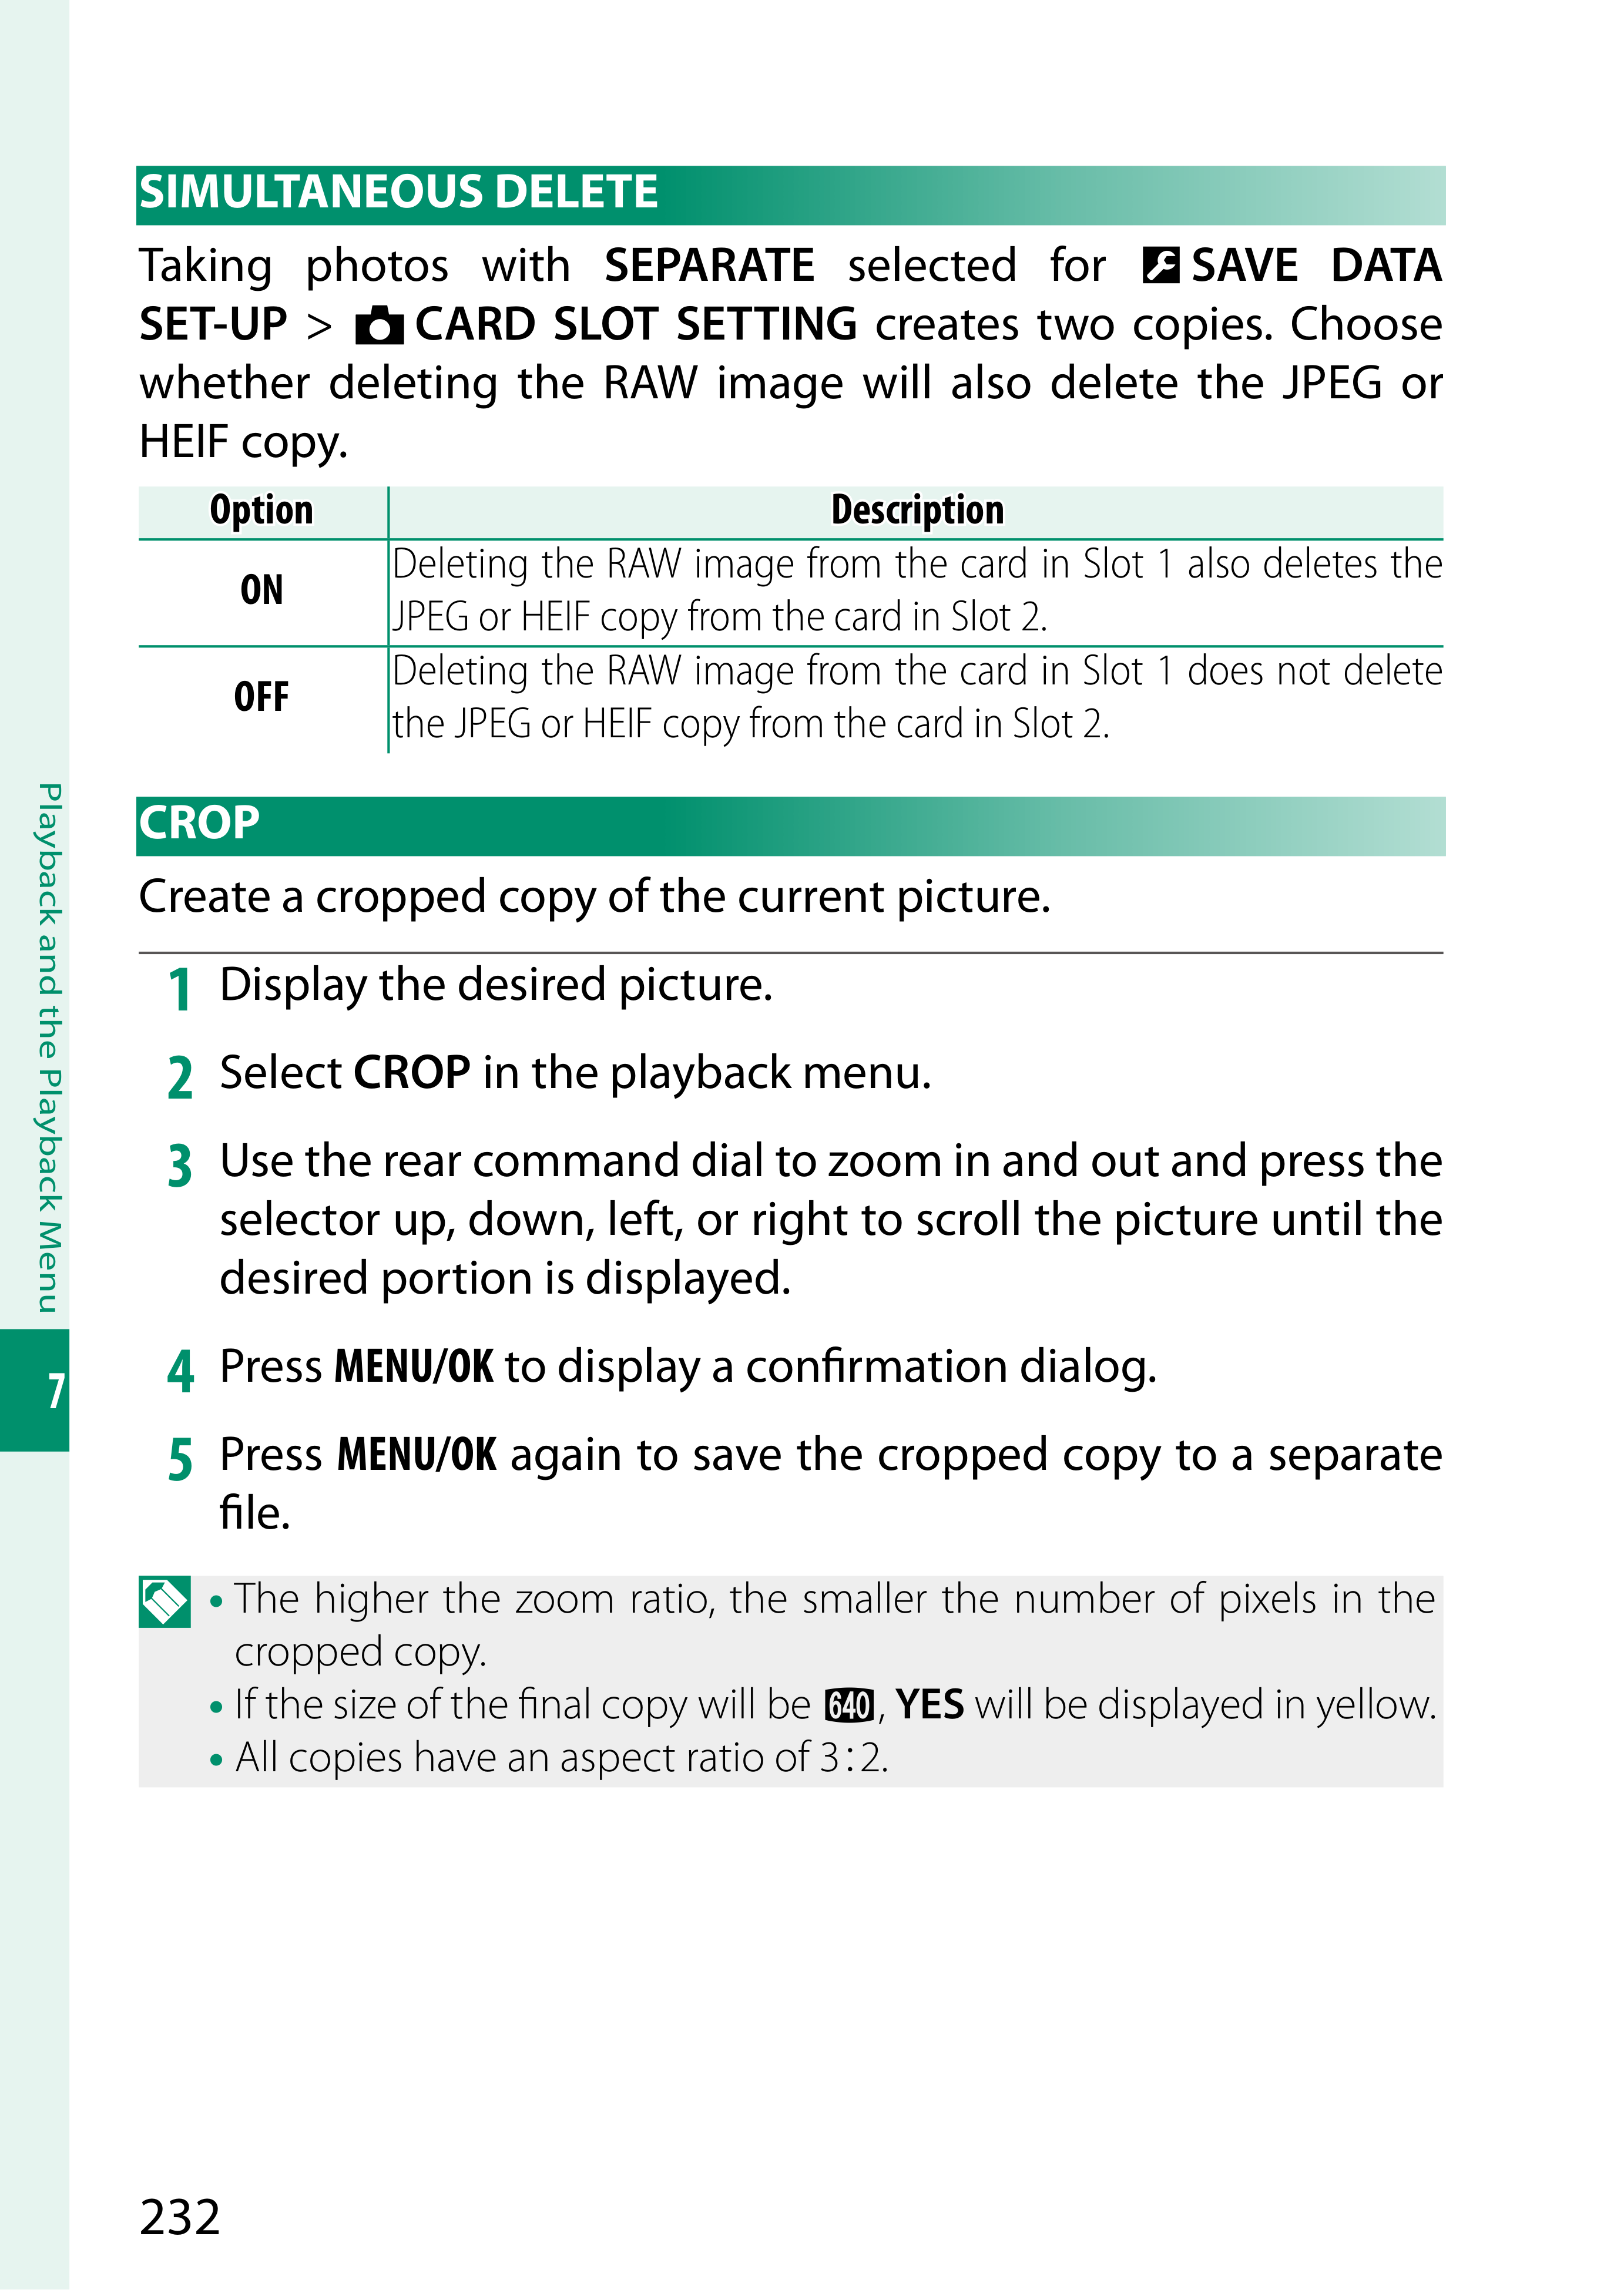 SIMULTANEOUS DELETE
Taking photos with SEPARATE selected for SAVE DATA
SET-UP > CARD SLOT SETTING creates two copies. Choose
whether deleting the RAW image will also delete the JPEG or
HEIF copy.
Option Description
ON
Deleting the RAW image from the card in Slot 1 also deletes the
JPEG or HEIF copy from the card in Slot 2.
OFF
Deleting the RAW image from the card in Slot 1 does not delete
the JPEG or HEIF copy from the card in Slot 2.
CROP
Create a cropped copy of the current picture.
1 Display the desired picture.
2 Select CROP in the playback menu.
3 Use the rear command dial to zoom in and out and press the
selector up, down, left, or right to scroll the picture until the
desired portion is displayed.
4 Press MENU/OK to display a confirmation dialog.
5 Press MENU/OK again to save the cropped copy to a separate
file.
• The higher the zoom ratio, the smaller the number of pixels in the
cropped copy.
• If the size of the final copy will be 640, YES will be displayed in yellow.
• All copies have an aspect ratio of 3:2.
Playback and the Playback Menu
7
232